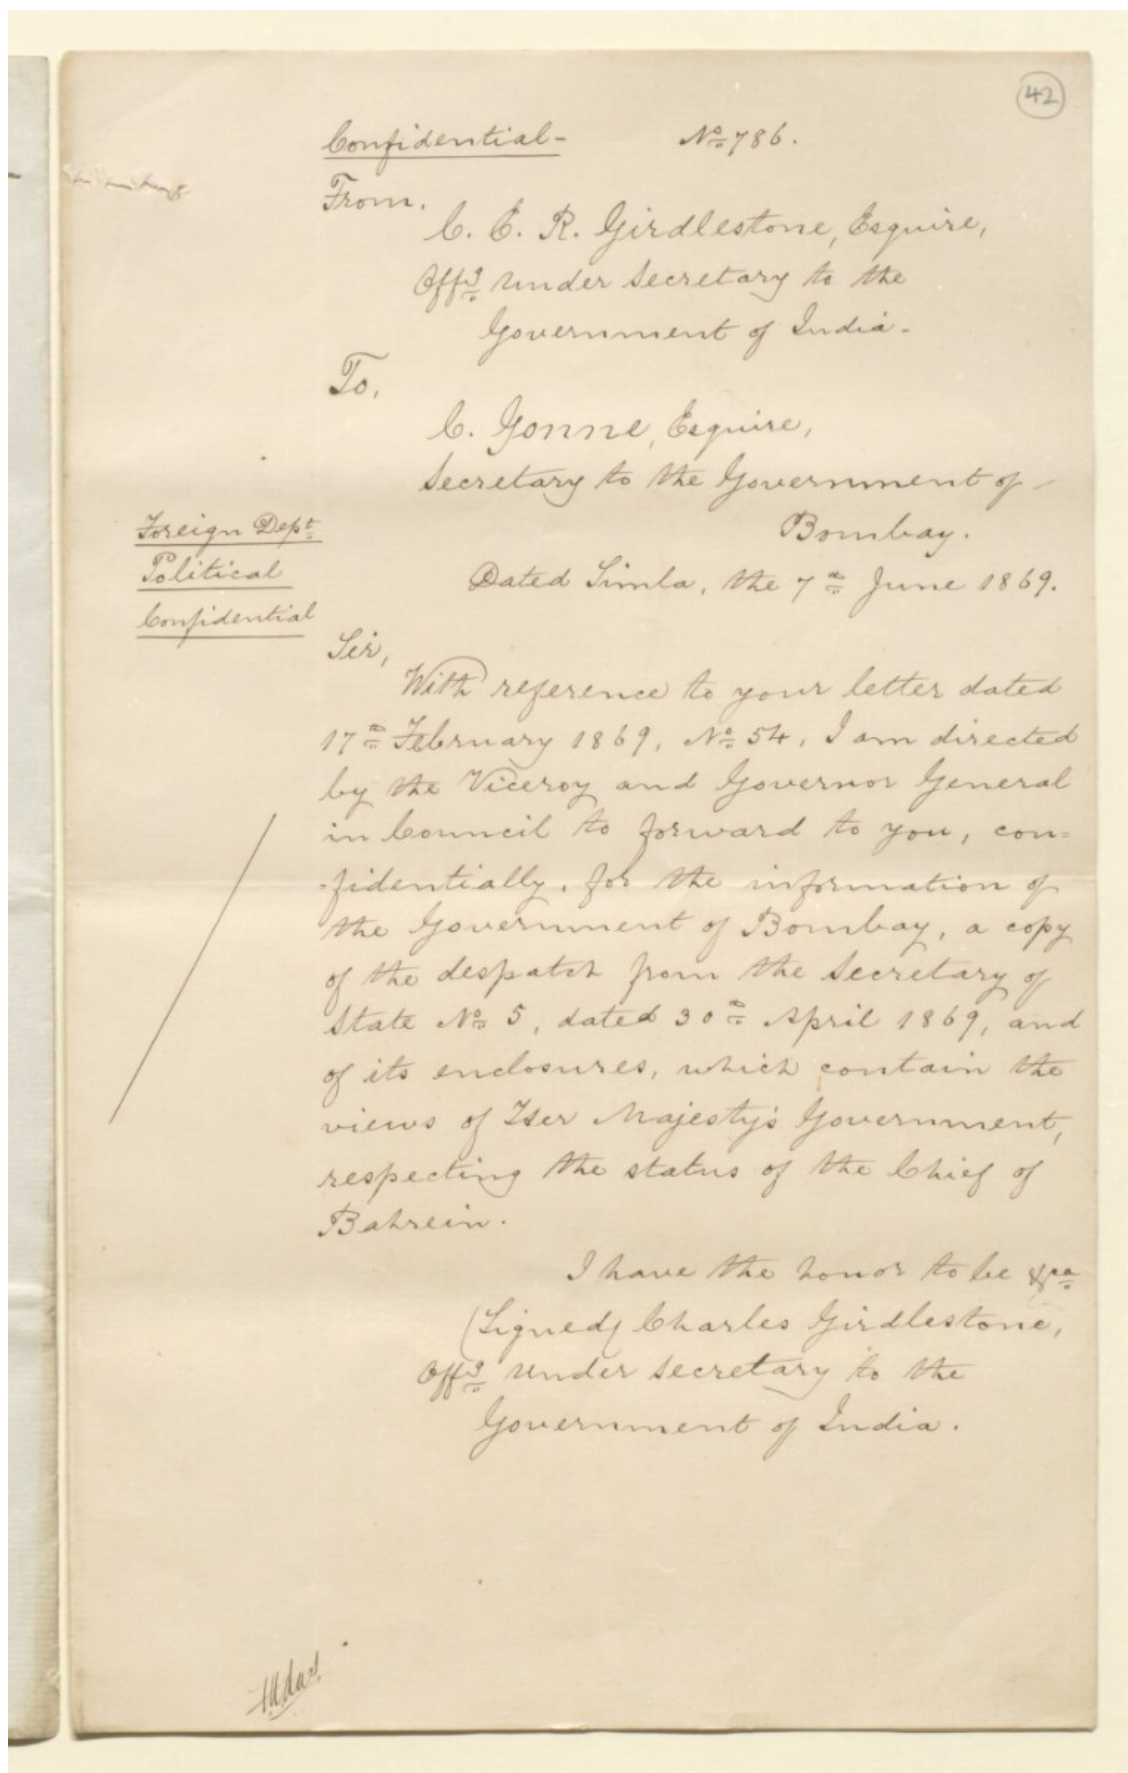 42
Confidential- No 786.
From,
C. E. R. Girdlestone, Esquire,
Offg Under Secretary to the
Government of India.
To,
C. Gonne, Esquire,
Secretary to the Government of
Bombay.
Foreign Dept
Political
Confidential
Dated Simla, the 7th June 1869.
Sir,
With reference to your letter dated
17th February 1869, No 54, I am directed
by the Viceroy and Governor General
in Council to forward to you, con=
-fidentially, for the information of
the Government of Bombay, a copy
of the despatch from the Secretary of
State No 5, dated 30th April 1869, and
of its enclosures, which contain the
views of Her Majesty's Government,
respecting the status of the Chief of
Bahrein.
I have the honor to be &ca
(Signed) Charles Girdlestone,
Offg Under Secretary to the
Government of India.